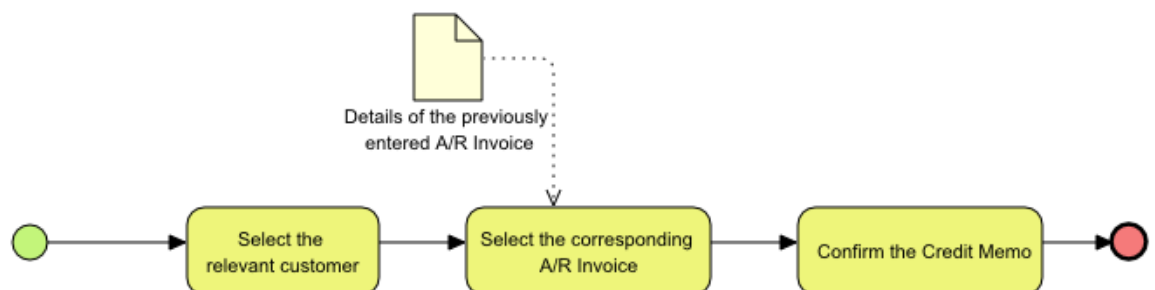 Details of the previously
entered A/R Invoice
Select the
relevant customer
Select the corresponding
A/R Invoice
Confirm the Credit Memo